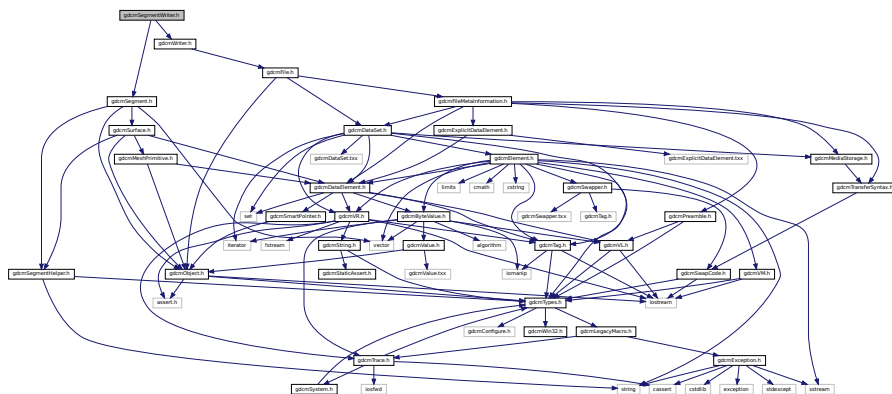 gdcmSegmentWriter.h
gdcmWriter.h
gdcmFile.h
gdcmSegment.h
gdcmFileMetaInformation.h
gdcmSurface.h
gdcmDataSet.h
gdcmExplicitDataElement.h
gdcmMeshPrimitive.h
gdcmDataSet.txx
gdcmElement.h
gdcmExplicitDataElement.txx
gdcmMediaStorage.h
gdcmDataElement.h
limits
cmath
cstring
gdcmSwapper.h
gdcmTransferSyntax.h
set
gdcmSmartPointer.h
gdcmVR.h
gdcmByteValue.h
gdcmSwapper.txx
gdcmTag.h
gdcmPreamble.h
iterator
fstream
gdcmString.h
vector
gdcmValue.h
algorithm
gdcmTag.h
gdcmVL.h
gdcmSegmentHelper.h
gdcmObject.h
gdcmStaticAssert.h
gdcmValue.txx
iomanip
gdcmSwapCode.h
gdcmVM.h
assert.h
gdcmTypes.h
iostream
gdcmConfigure.h
gdcmWin32.h
gdcmLegacyMacro.h
gdcmTrace.h
gdcmException.h
gdcmSystem.h
iosfwd
string
cassert
cstdlib
exception
stdexcept
sstream